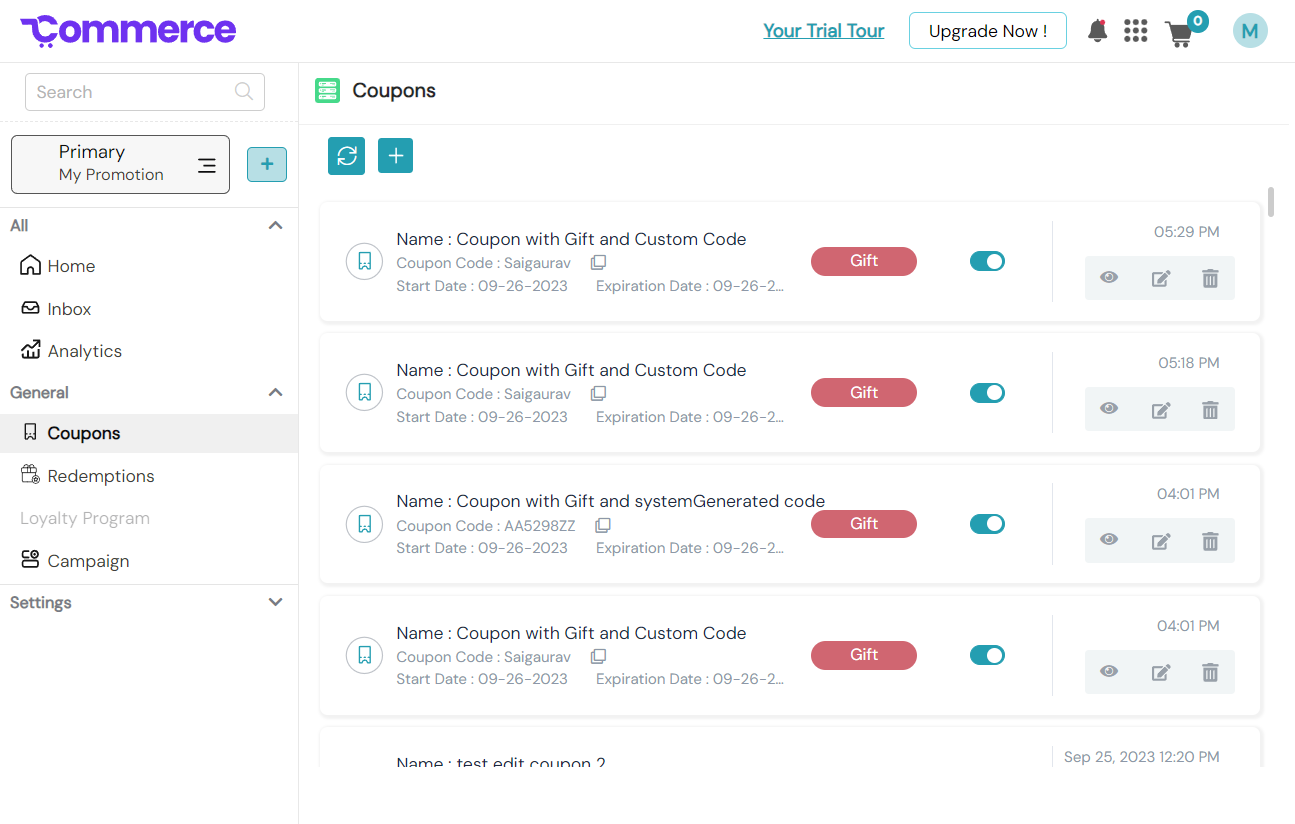 Commerce
Your Trial Tour
Upgrade Now !
0
M
Search
Coupons
Primary
My Promotion
+
All
Home
Inbox
Analytics
General
Coupons
Redemptions
Loyalty Program
Campaign
Settings
Name : Coupon with Gift and Custom Code
Coupon Code : Saigaurav
Start Date : 09-26-2023 Expiration Date : 09-26-2...
Gift
05:29 PM
Name : Coupon with Gift and Custom Code
Coupon Code : Saigaurav
Start Date : 09-26-2023 Expiration Date : 09-26-2...
Gift
05:18 PM
Name : Coupon with Gift and systemGenerated code
Coupon Code : AA5298ZZ
Start Date : 09-26-2023 Expiration Date : 09-26-2...
Gift
04:01 PM
Name : Coupon with Gift and Custom Code
Coupon Code : Saigaurav
Start Date : 09-26-2023 Expiration Date : 09-26-2...
Gift
04:01 PM
Name : test edit coupon 2
Sep 25, 2023 12:20 PM